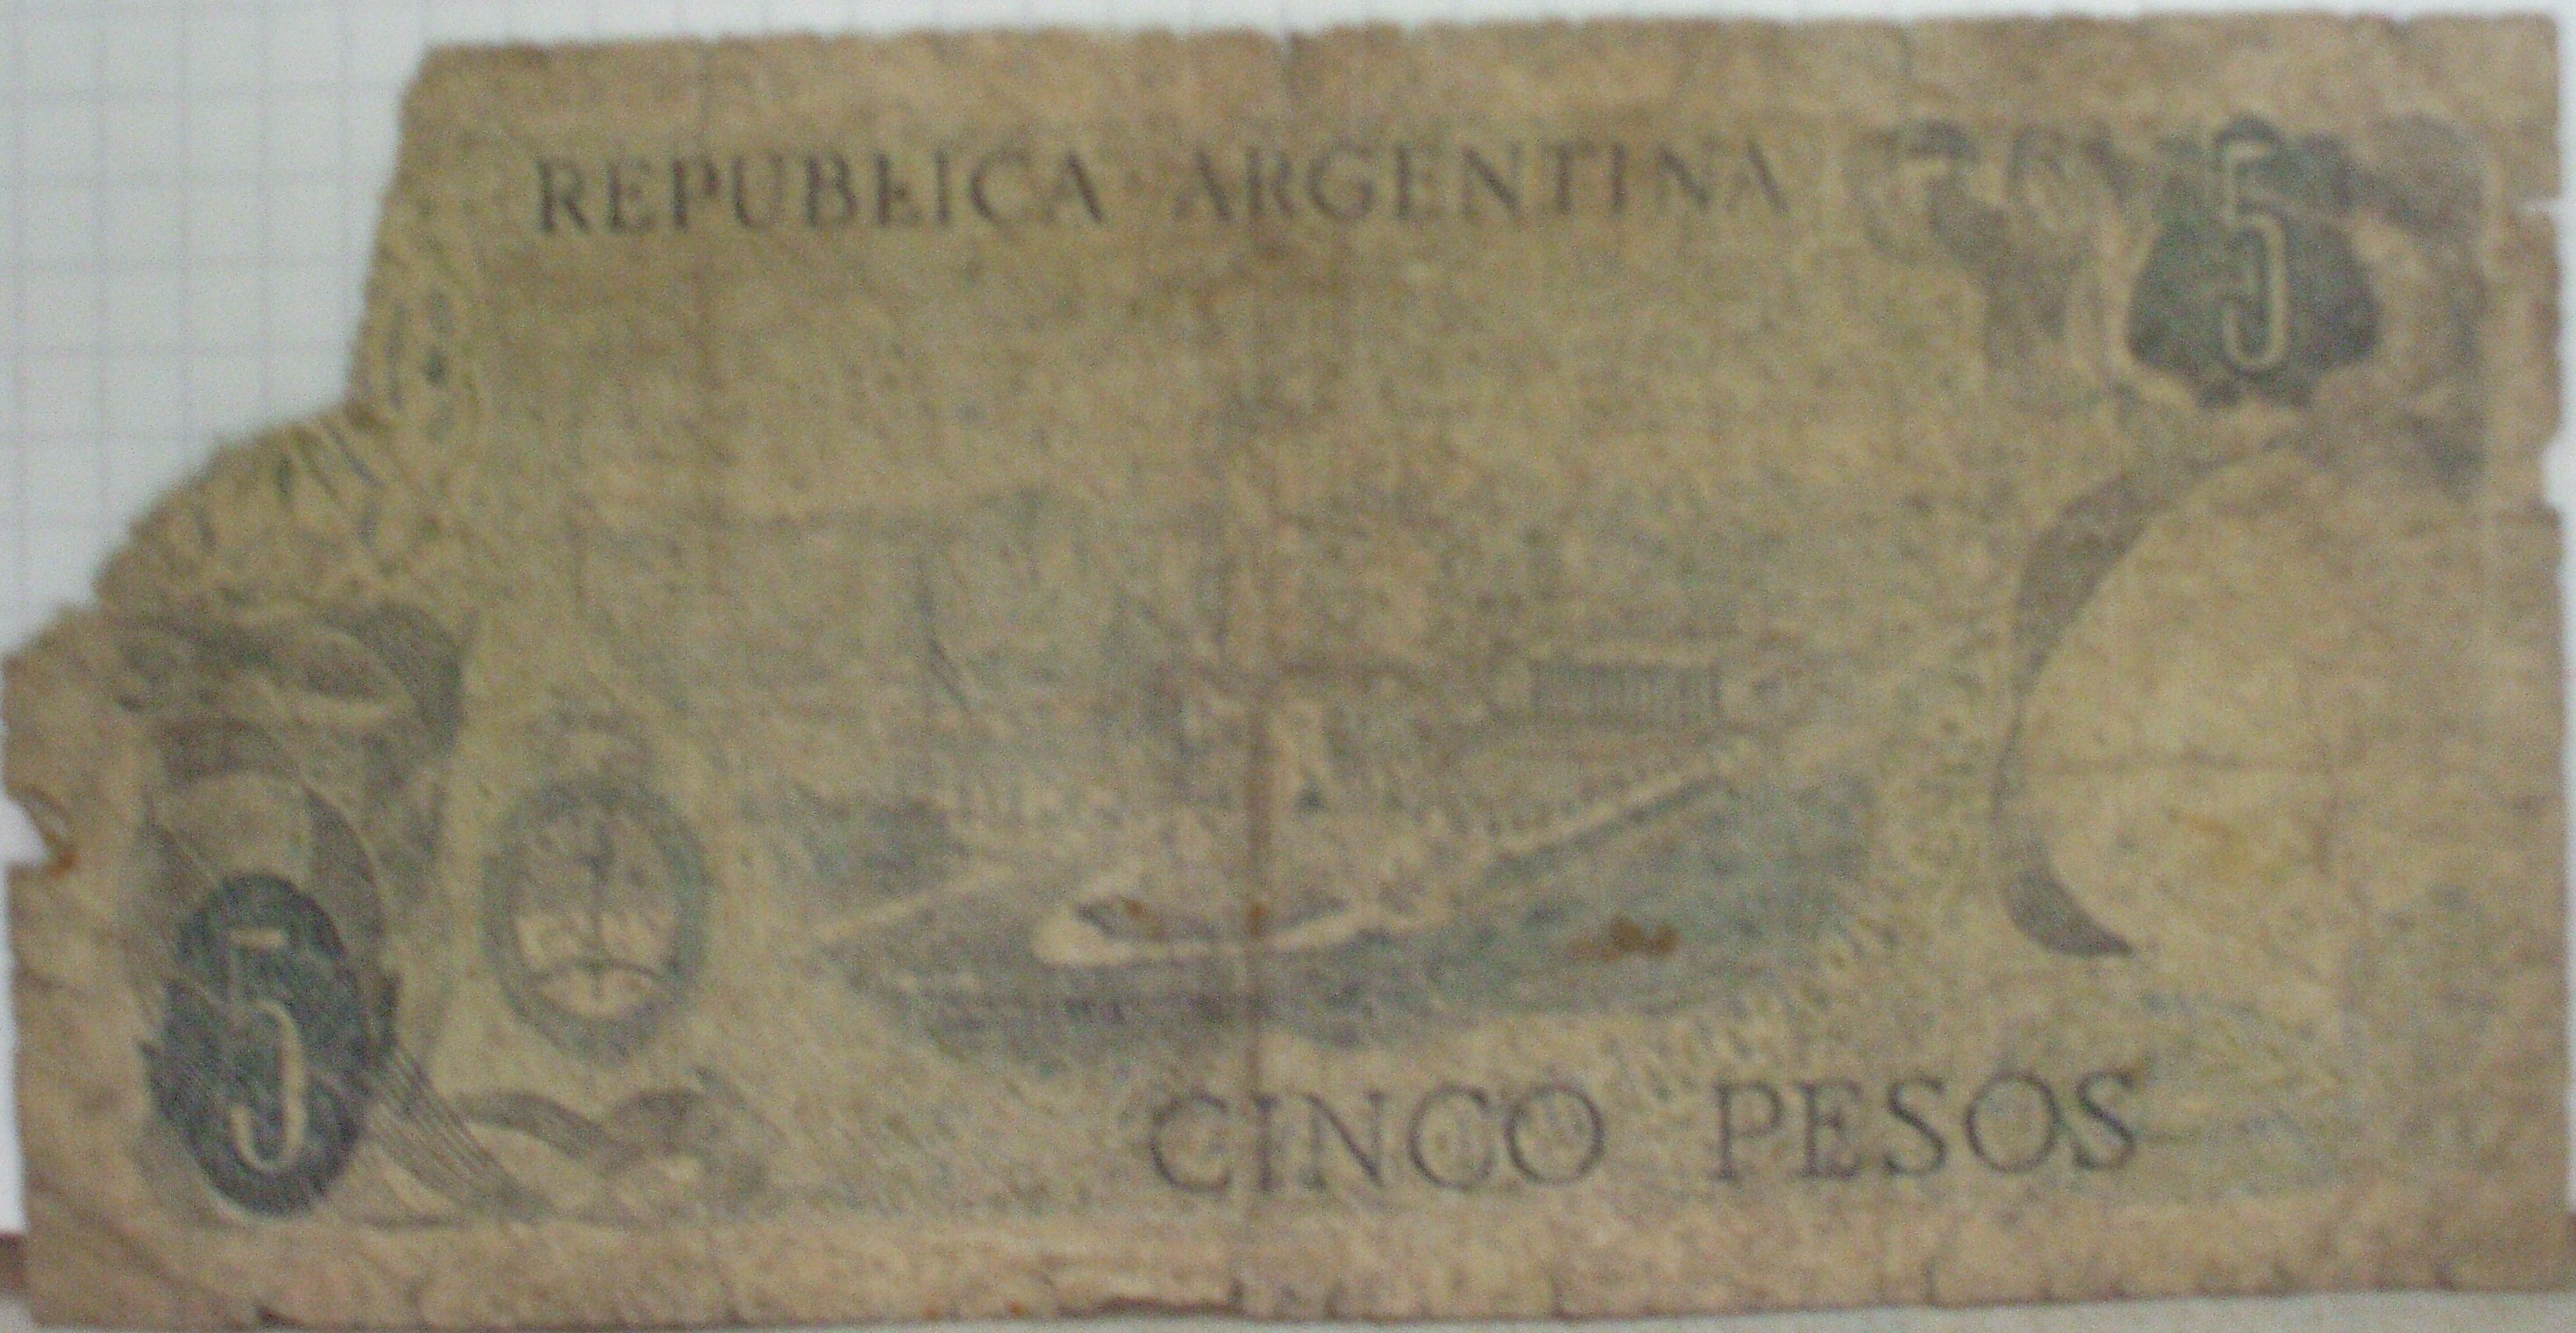 REPUBLICA ARGENTINA
5
5
CINCO PESOS